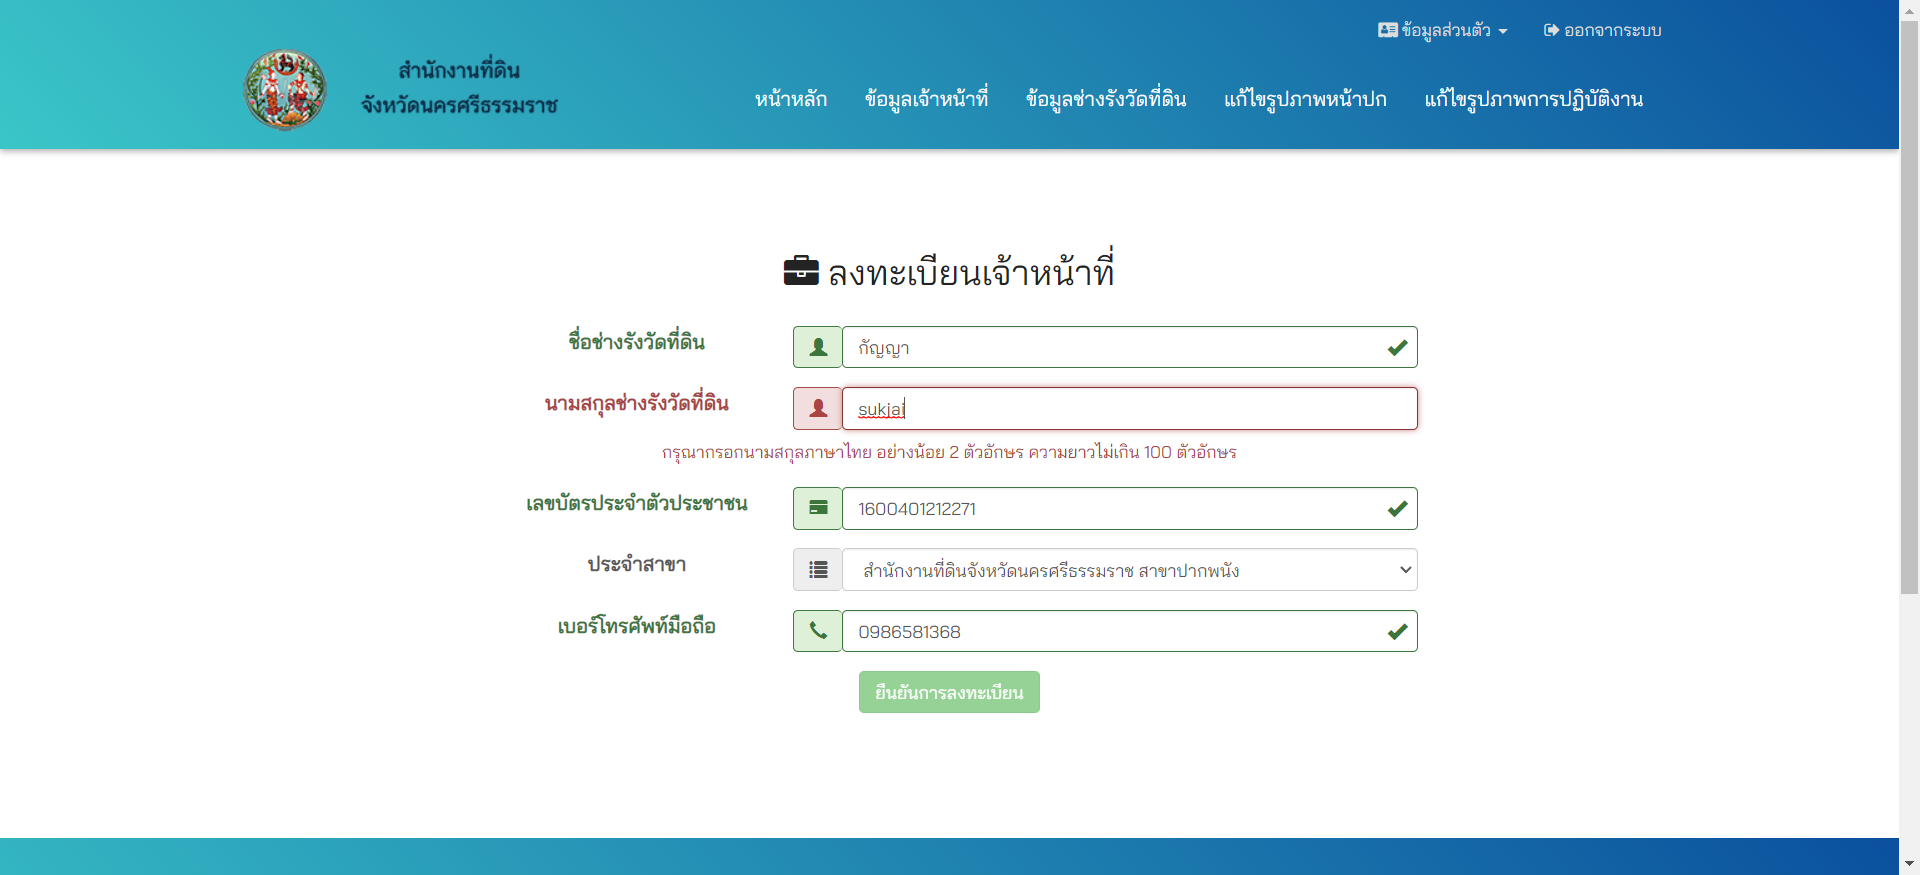 ข้อมูลส่วนตัว
ออกจากระบบ
สำนักงานที่ดิน
จังหวัดนครศรีธรรมราช
หน้าหลัก
ข้อมูลเจ้าหน้าที่
ข้อมูลช่างรังวัดที่ดิน
แก้ไขรูปภาพหน้าปก
แก้ไขรูปภาพการปฏิบัติงาน
ลงทะเบียนเจ้าหน้าที่
ชื่อช่างรังวัดที่ดิน
กัญญา
นามสกุลช่างรังวัดที่ดิน
sukjai
กรุณากรอกนามสกุลภาษาไทย อย่างน้อย 2 ตัวอักษร ความยาวไม่เกิน 100 ตัวอักษร
เลขบัตรประจำตัวประชาชน
1600401212271
ประจำสาขา
สำนักงานที่ดินจังหวัดนครศรีธรรมราช สาขาปากพนัง
เบอร์โทรศัพท์มือถือ
0986581368
ยืนยันการลงทะเบียน